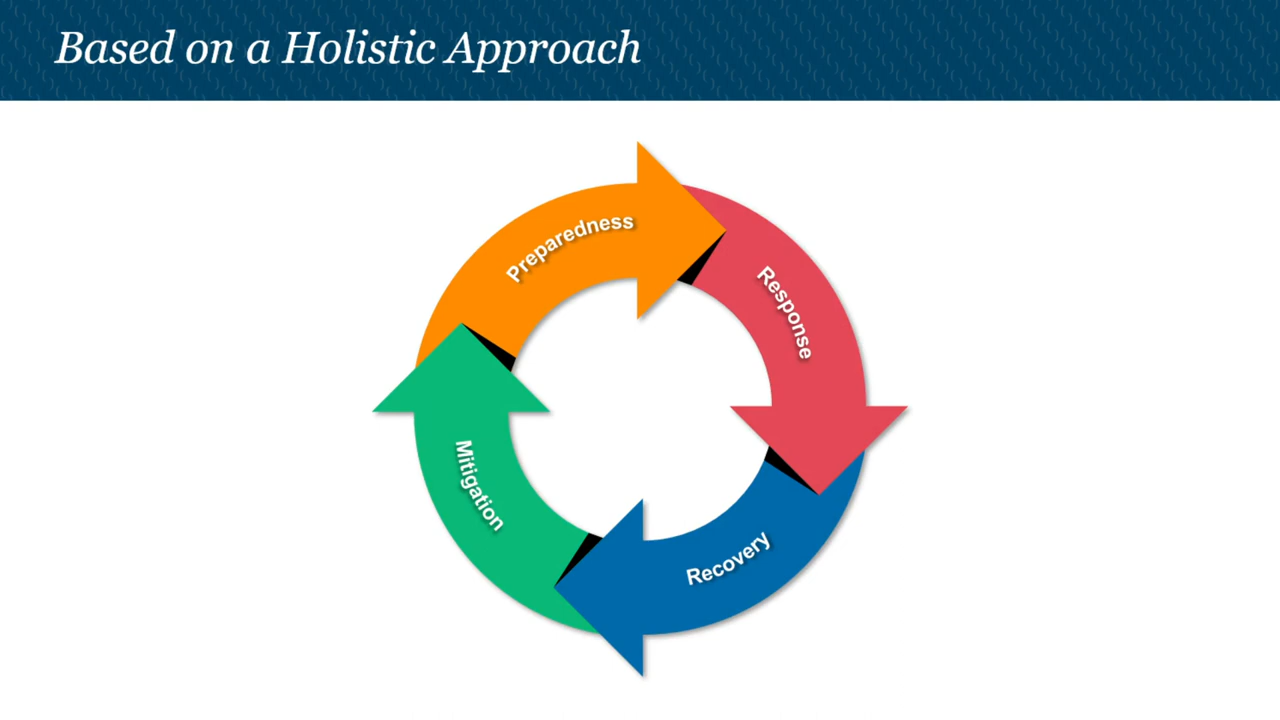 Based on a Holistic Approach
Preparedness
Response
Recovery
Mitigation